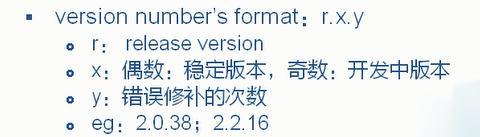 ▪ version number's format：r.x.y
r： release version
x：偶数：稳定版本，奇数：开发中版本
y：错误修补的次数
eg：2.0.38；2.2.16